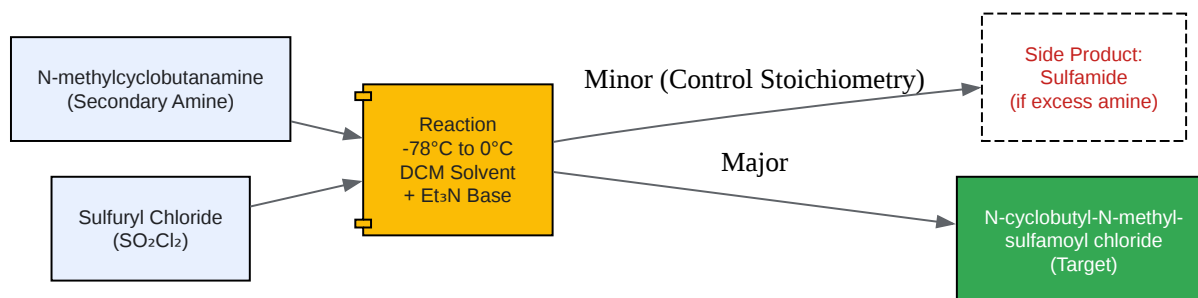 N-methylcyclobutanamine
(Secondary Amine)
Sulfuryl Chloride
(SO₂Cl₂)
Reaction
-78°C to 0°C
DCM Solvent
+ Et₃N Base
Minor (Control Stoichiometry)
Major
Side Product:
Sulfamide
(if excess amine)
N-cyclobutyl-N-methyl-
sulfamoyl chloride
(Target)